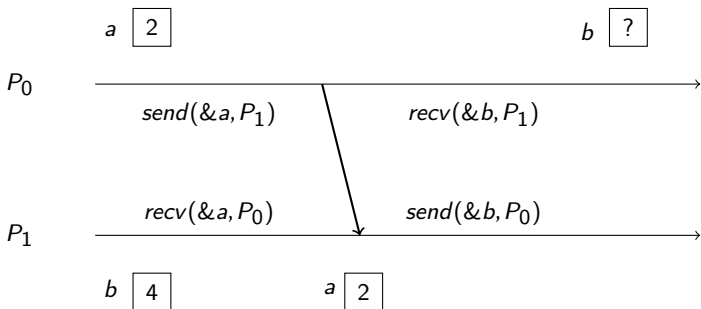 a 2 b ?
P₀
send(&a, P₁) recv(&b, P₁)
recv(&a, P₀) send(&b, P₀)
P₁
b 4 a 2